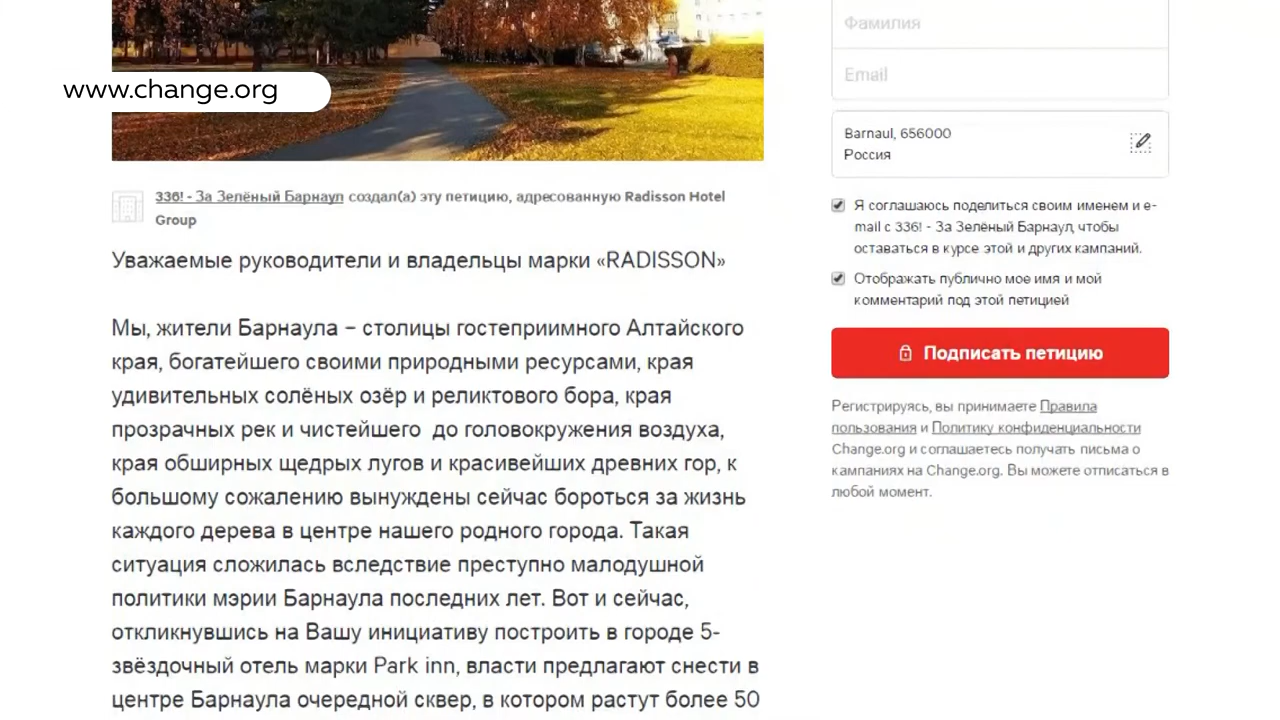 www.change.org
336! - За Зелёный Барнаул создал(а) эту петицию, адресованную Radisson Hotel
Group
Уважаемые руководители и владельцы марки «RADISSON»
Мы, жители Барнаула – столицы гостеприимного Алтайского
края, богатейшего своими природными ресурсами, края
удивительных солёных озёр и реликтового бора, края
прозрачных рек и чистейшего до головокружения воздуха,
края обширных щедрых лугов и красивейших древних гор, к
большому сожалению вынуждены сейчас бороться за жизнь
каждого дерева в центре нашего родного города. Такая
ситуация сложилась вследствие преступно малодушной
политики мэрии Барнаула последних лет. Вот и сейчас,
откликнувшись на Вашу инициативу построить в городе 5-
звёздочный отель марки Park inn, власти предлагают снести в
центре Барнаула очередной сквер, в котором растут более 50
Фамилия
Email
Barnaul, 656000
Россия
Я соглашаюсь поделиться своим именем и e-
mail с 336! - За Зелёный Барнаул, чтобы
оставаться в курсе этой и других кампаний.
Отображать публично мое имя и мой
комментарий под этой петицией
Подписать петицию
Регистрируясь, вы принимаете Правила
пользования и Политику конфиденциальности
Change.org и соглашаетесь получать письма о
кампаниях на Change.org. Вы можете отписаться в
любой момент.